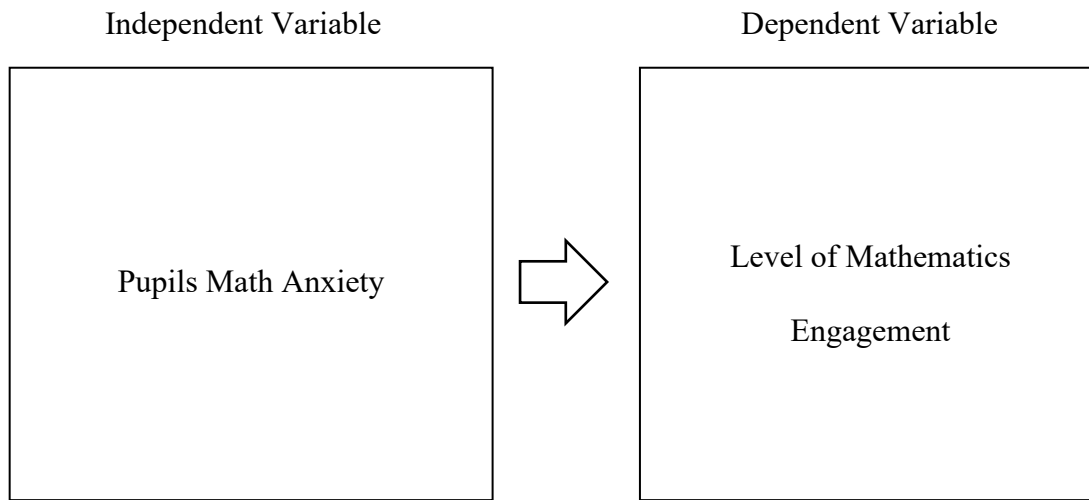 Independent Variable
Dependent Variable
Pupils Math Anxiety
Level of Mathematics
Engagement